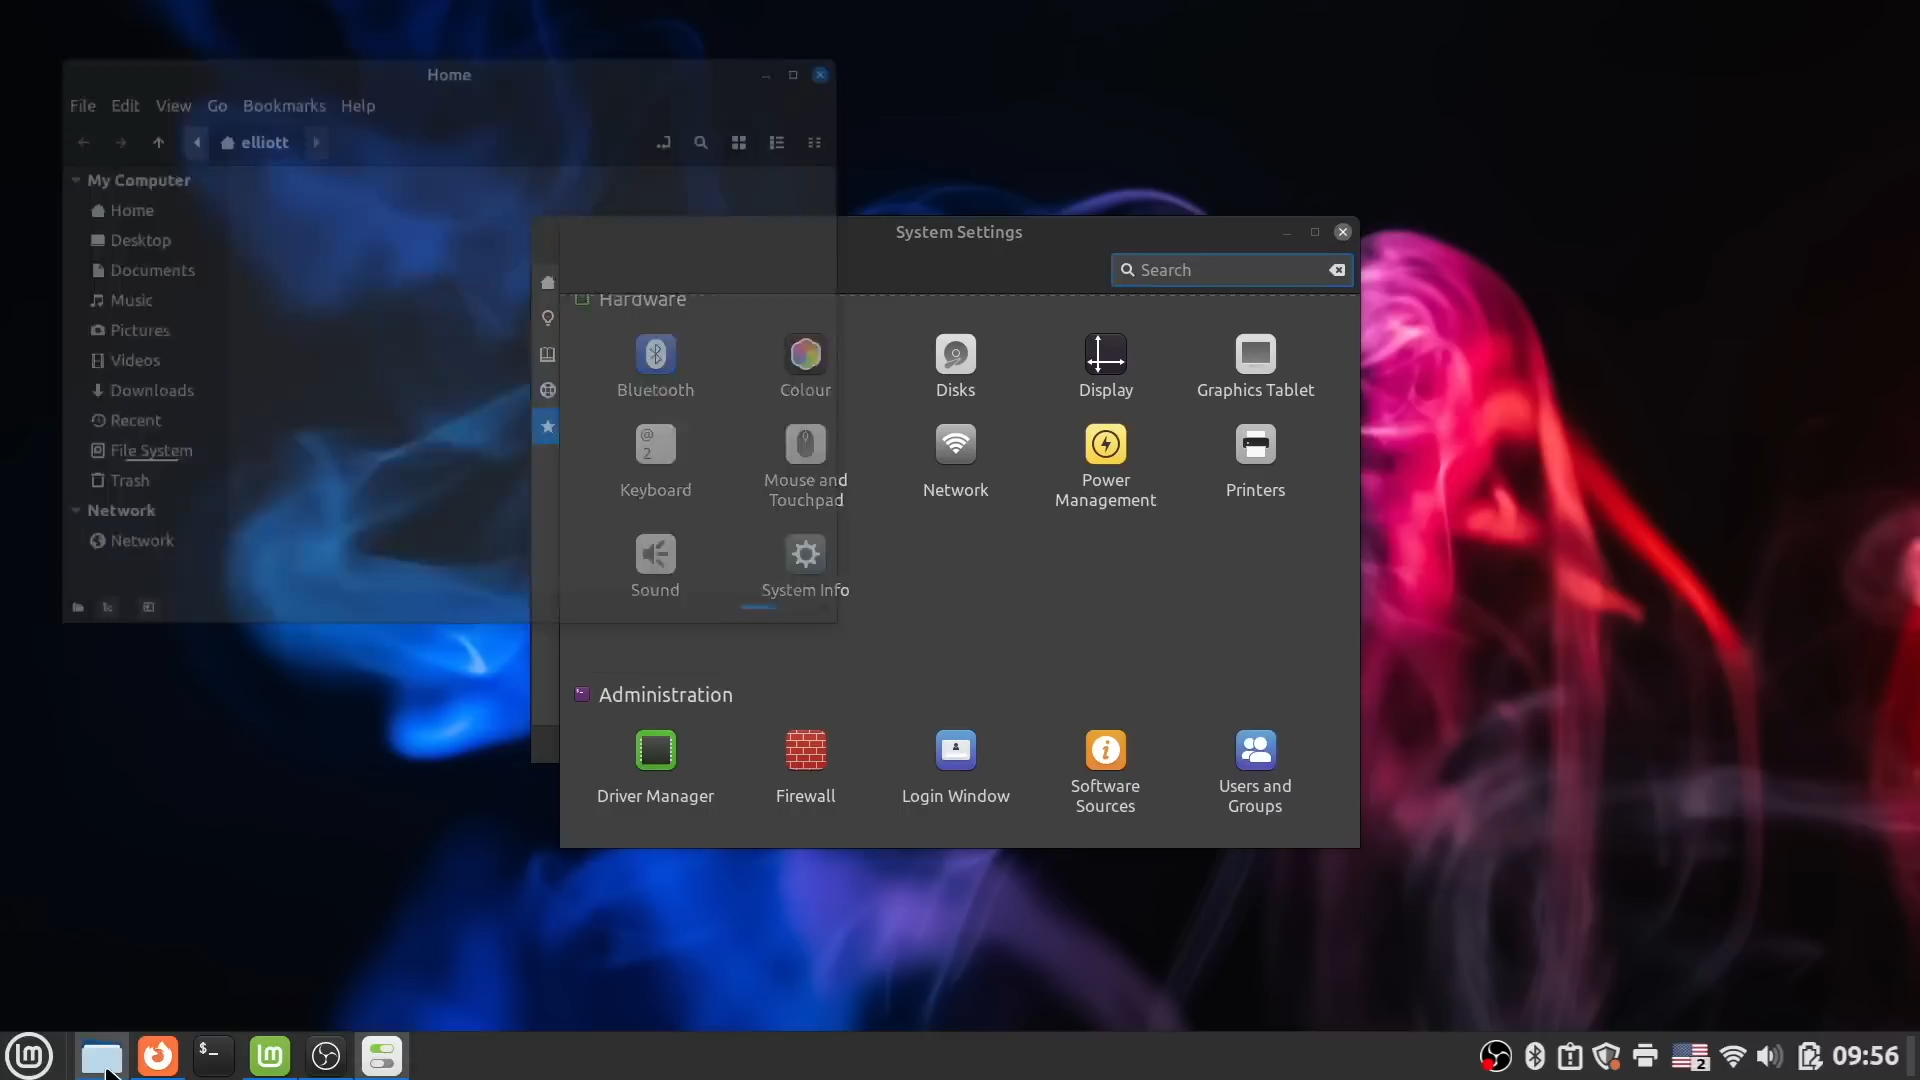 Home
File Edit View Go Bookmarks Help
elliott
My Computer
Home
Desktop
Documents
Music
Pictures
Videos
Downloads
Recent
File System
Trash
Network
Network
System Settings
Search
Hardware
Bluetooth
Colour
Disks
Display
Graphics Tablet
@
2
Keyboard
Mouse and
Touchpad
Network
Power
Management
Printers
Sound
System Info
Administration
Driver Manager
Firewall
Login Window
Software
Sources
Users and
Groups
$-
2
09:56